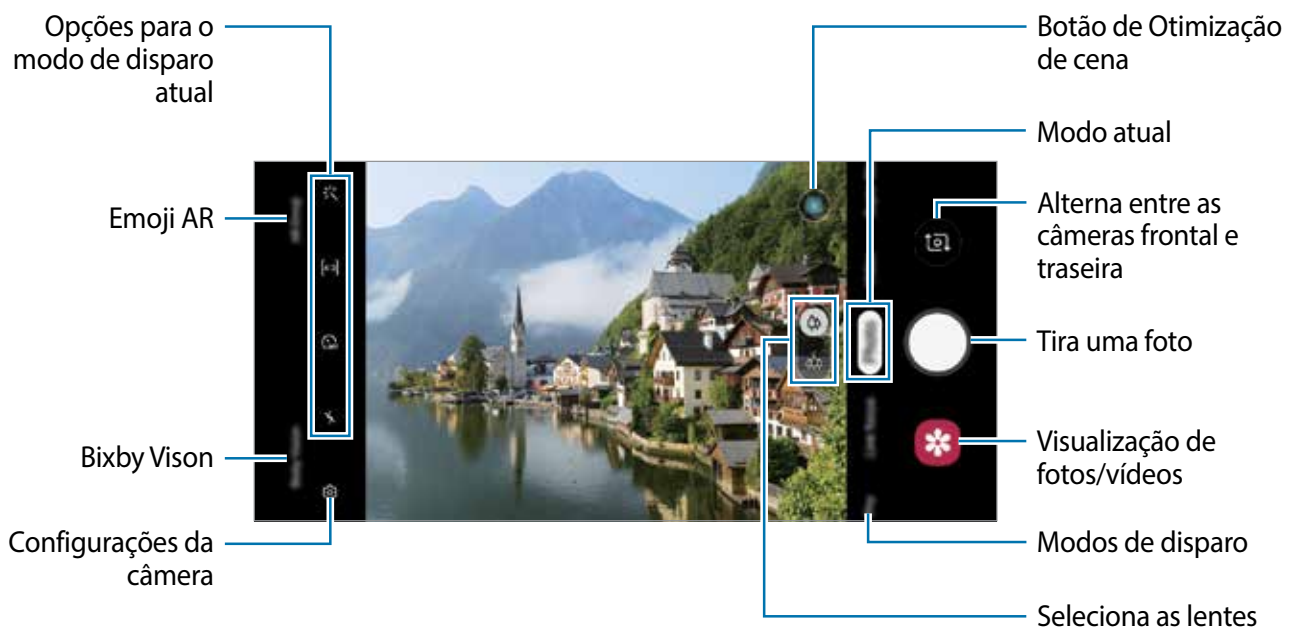 Opções para o
modo de disparo
atual
Emoji AR
Bixby Vison
Configurações da
câmera
Botão de Otimização
de cena
Modo atual
Alterna entre as
câmeras frontal e
traseira
Tira uma foto
Visualização de
fotos/vídeos
Modos de disparo
Seleciona as lentes